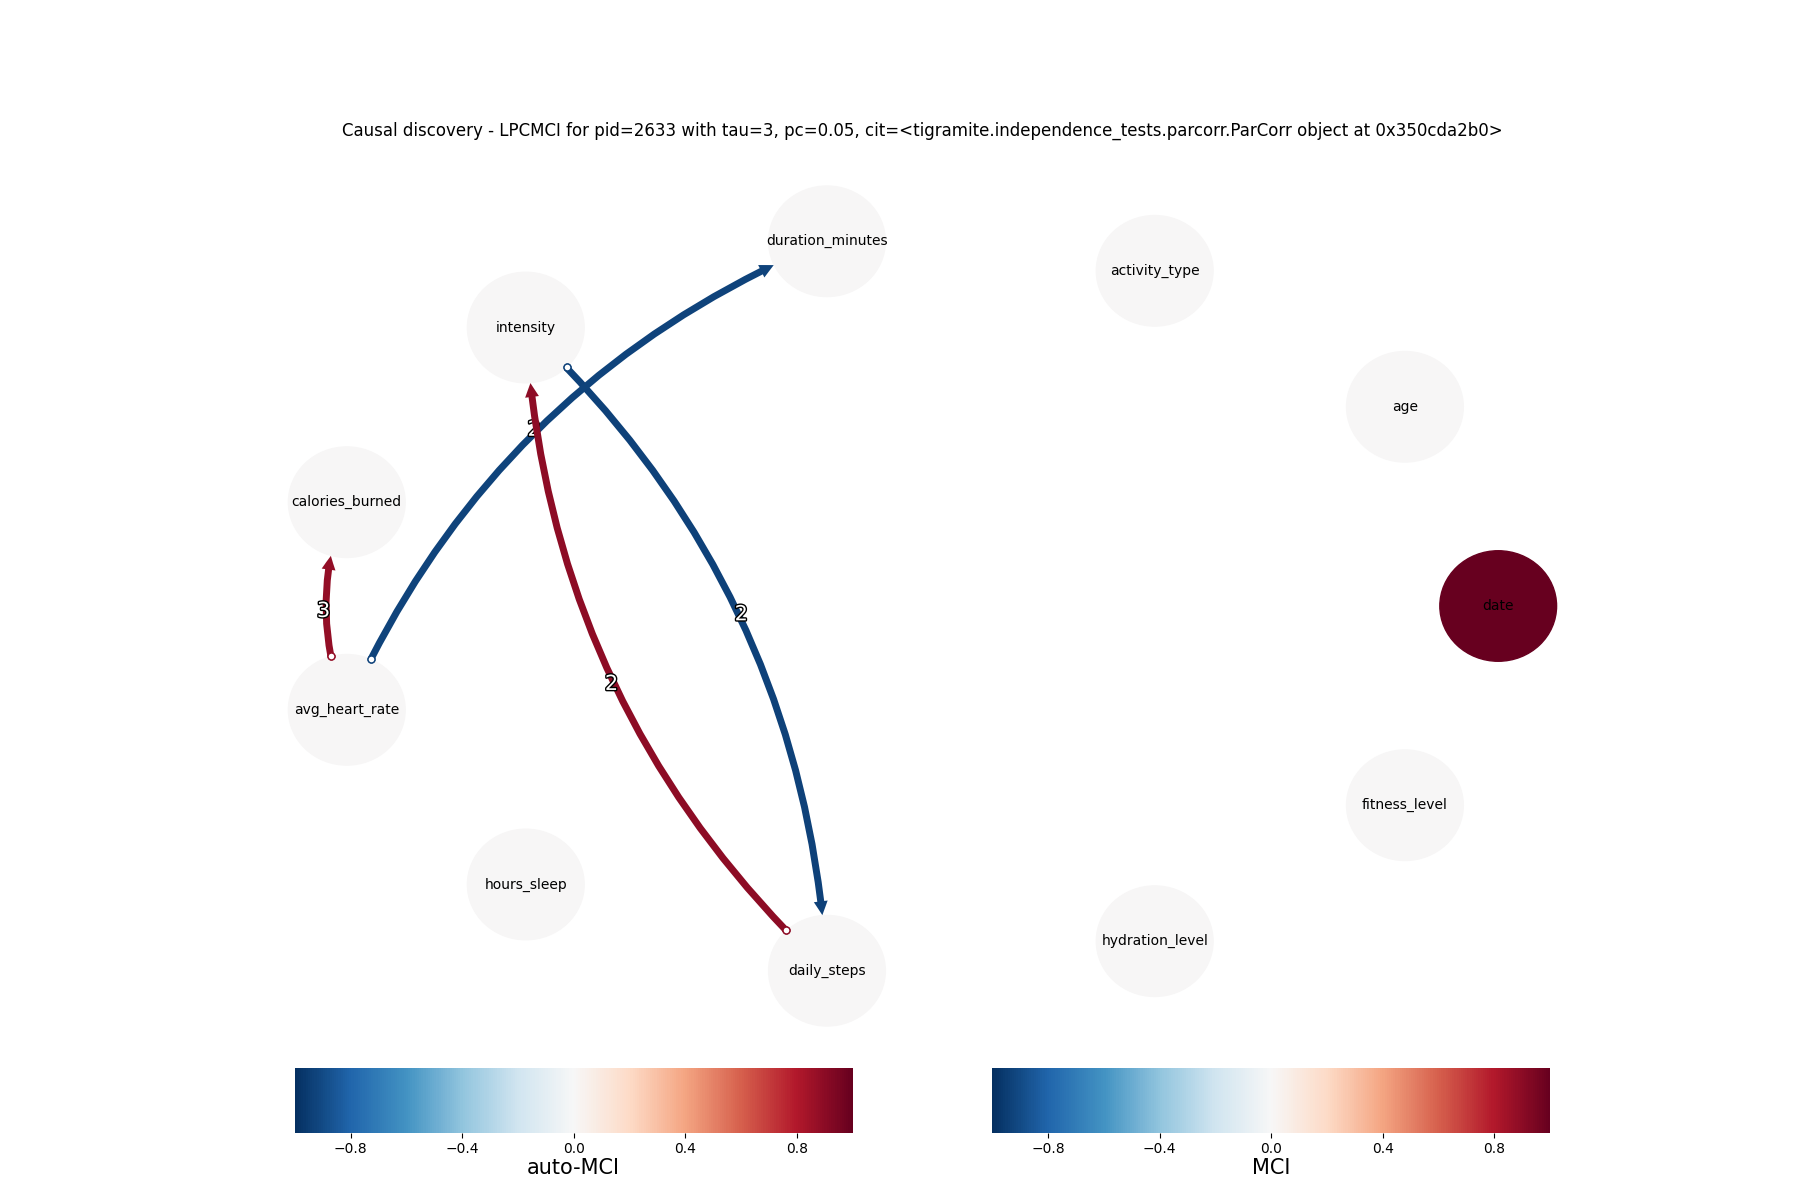 Causal discovery - LPCMCI for pid=2633 with tau=3, pc=0.05, cit=<tigramite.independence_tests.parcorr.ParCorr object at 0x350cda2b0>
duration_minutes
activity_type
intensity
age
calories_burned
date
3
2
2
avg_heart_rate
fitness_level
hours_sleep
hydration_level
daily_steps
−0.8 −0.4 0.0 0.4 0.8
auto-MCI
−0.8 −0.4 0.0 0.4 0.8
MCI